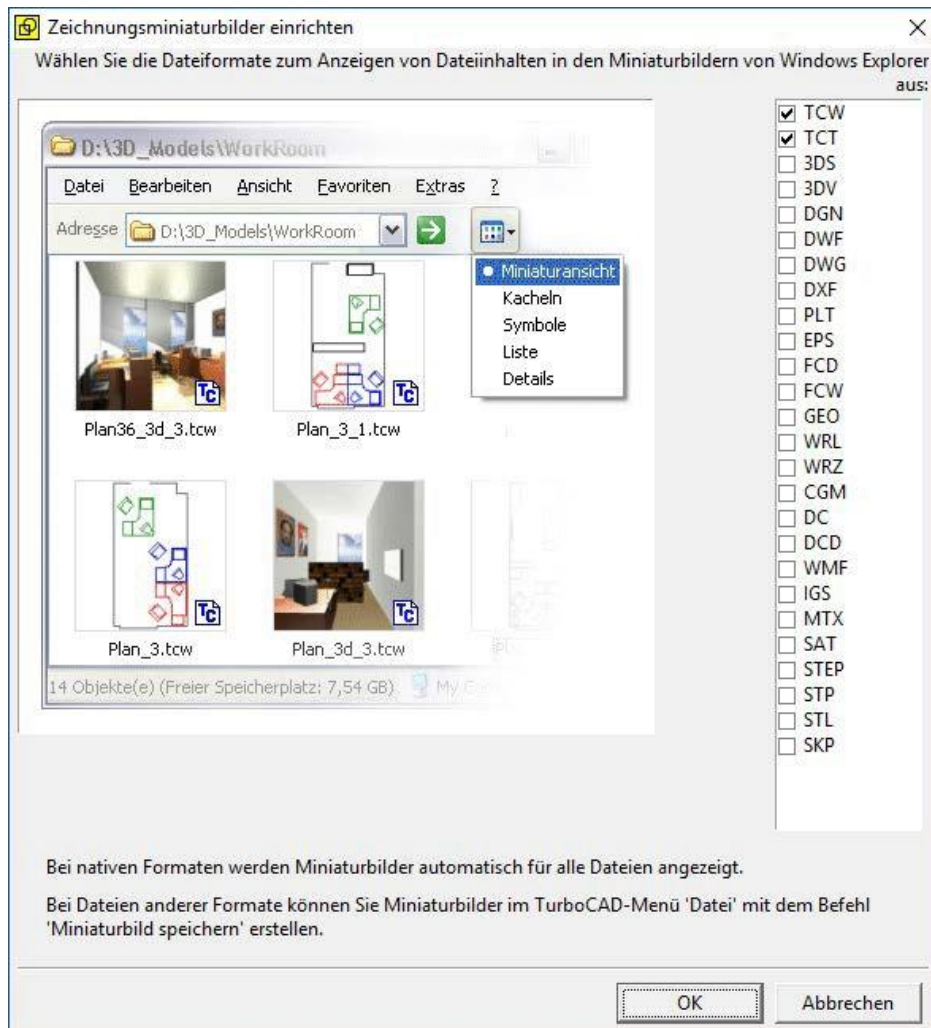 Zeichnungsminiaturbilder einrichten
Wählen Sie die Dateiformate zum Anzeigen von Dateiinhalten in den Miniaturbildern von Windows Explorer
aus:
D:\3D_Models\WorkRoom
Datei Bearbeiten Ansicht Favoriten Extras ?
Adresse D:\3D_Models\WorkRoom
Miniaturansicht
Kacheln
Symbole
Liste
Details
TC
TC
Plan36_3d_3.tcw Plan_3_1.tcw
TC
TC
Plan_3.tcw Plan_3d_3.tcw
14 Objekte(e) (Freier Speicherplatz: 7,54 GB) My
TCW
TCT
3DS
3DV
DGN
DWF
DWG
DXF
PLT
EPS
FCD
FCW
GEO
WRL
WRZ
CGM
DC
DCD
WMF
IGS
MTX
SAT
STEP
STP
STL
SKP
Bei nativen Formaten werden Miniaturbilder automatisch für alle Dateien angezeigt.
Bei Dateien anderer Formate können Sie Miniaturbilder im TurboCAD-Menü 'Datei' mit dem Befehl
'Miniaturbild speichern' erstellen.
OK Abbrechen